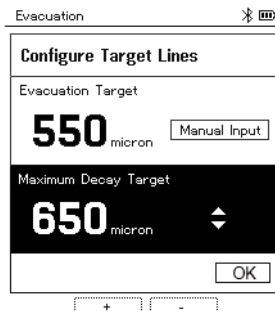 Evacuation
Configure Target Lines
Evacuation Target
550 micron
Manual Input
Maximum Decay Target
650 micron
OK
+ -